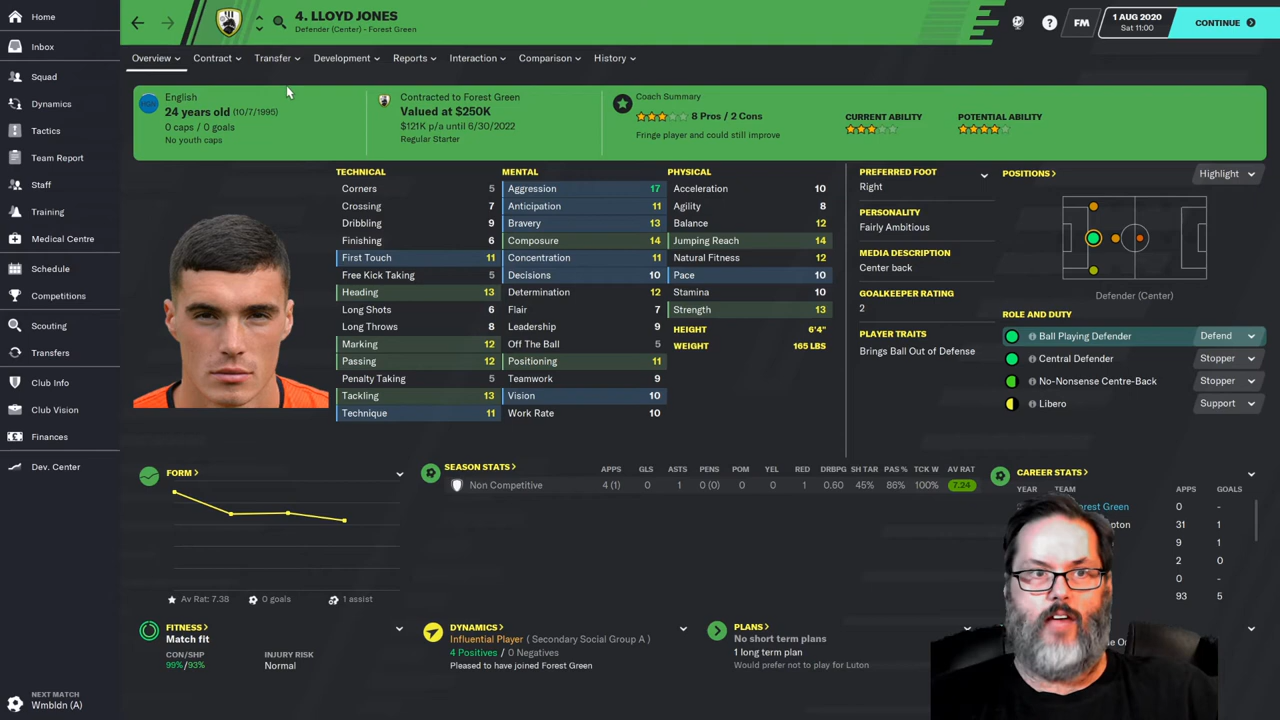 Home
4. LLOYD JONES
Defender (Center) - Forest Green
FM
1 AUG 2020
Sat 11:00
CONTINUE
Inbox
Squad
Dynamics
Tactics
Team Report
Staff
Training
Medical Centre
Schedule
Competitions
Scouting
Transfers
Club Info
Club Vision
Finances
Dev. Center
NEXT MATCH
Wmbldn (A)
Overview
Contract
Transfer
Development
Reports
Interaction
Comparison
History
English
24 years old (10/7/1995)
0 caps / 0 goals
No youth caps
Contracted to Forest Green
Valued at $250K
$121K p/a until 6/30/2022
Regular Starter
Coach Summary
8 Pros / 2 Cons
Fringe player and could still improve
CURRENT ABILITY
POTENTIAL ABILITY
TECHNICAL
Corners 5
Crossing 7
Dribbling 9
Finishing 6
First Touch 11
Free Kick Taking 5
Heading 13
Long Shots 6
Long Throws 8
Marking 12
Passing 12
Penalty Taking 5
Tackling 13
Technique 11
MENTAL
Aggression 17
Anticipation 11
Bravery 13
Composure 14
Concentration 11
Decisions 10
Determination 12
Flair 7
Leadership 9
Off The Ball 5
Positioning 11
Teamwork 9
Vision 10
Work Rate 10
PHYSICAL
Acceleration 10
Agility 8
Balance 12
Jumping Reach 14
Natural Fitness 12
Pace 10
Stamina 10
Strength 13
HEIGHT 6'4"
WEIGHT 165 LBS
PREFERRED FOOT
Right
PERSONALITY
Fairly Ambitious
MEDIA DESCRIPTION
Center back
GOALKEEPER RATING
2
PLAYER TRAITS
Brings Ball Out of Defense
POSITIONS
Highlight
Defender (Center)
ROLE AND DUTY
Ball Playing Defender Defend
Central Defender Stopper
No-Nonsense Centre-Back Stopper
Libero Support
FORM
Av Rat: 7.38
0 goals
1 assist
SEASON STATS
APPS GLS ASTS PENS POM YEL RED DRBPG SH TAR PAS % TCK W AV RAT
Non Competitive 4 (1) 0 1 0 (0) 0 0 1 0.60 45% 86% 100% 7.24
CAREER STATS
YEAR TEAM APPS GOALS
Forest Green 0 -
31 1
9 1
2 0
0 -
93 5
FITNESS
Match fit
CON/SHP
99%/93%
INJURY RISK
Normal
DYNAMICS
Influential Player ( Secondary Social Group A )
4 Positives / 0 Negatives
Pleased to have joined Forest Green
PLANS
No short term plans
1 long term plan
Would prefer not to play for Luton